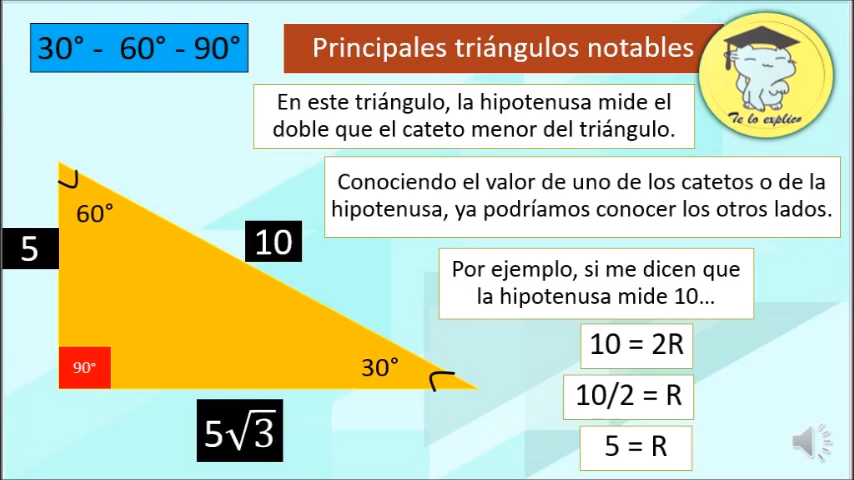 30° - 60° - 90°
Principales triángulos notables
Te lo explico
En este triángulo, la hipotenusa mide el
doble que el cateto menor del triángulo.
Conociendo el valor de uno de los catetos o de la
hipotenusa, ya podríamos conocer los otros lados.
60°
5
10
Por ejemplo, si me dicen que
la hipotenusa mide 10...
10 = 2R
90°
30°
10/2 = R
5√3
5 = R